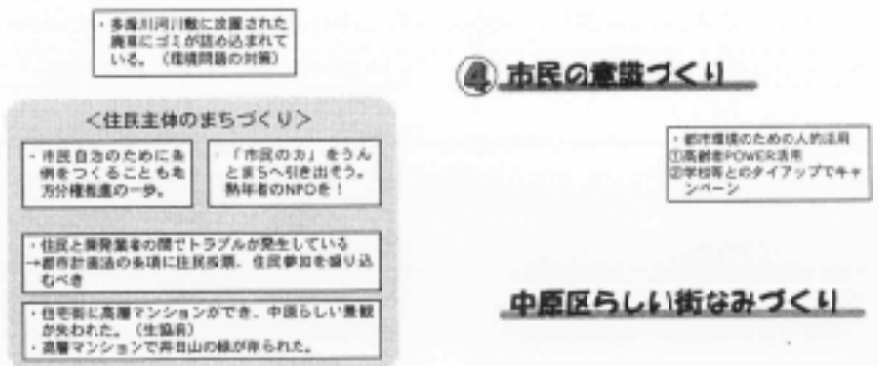 ・多摩川河川敷に放置された
廃車にゴミが詰め込まれて
いる。（環境問題の対策）
④ 市民の意識づくり
＜住民主体のまちづくり＞
・市民自治のために条
例をつくることも地
方分権推進の一歩。
・「市民の力」をうん
とまちへ引き出そう。
熟年者のNPOを！
・都市環境のための人的活用
①高齢者POWER活用
②学校等とのタイアップでキャ
ンペーン
・住民と開発業者の間でトラブルが発生している
→都市計画法の条項に住民投票、住民参加を盛り込
むべき
・住宅街に高層マンションができ、中原らしい景観
が失われた。（生協前）
・高層マンションで井田山の緑が削られた。
中原区らしい街なみづくり